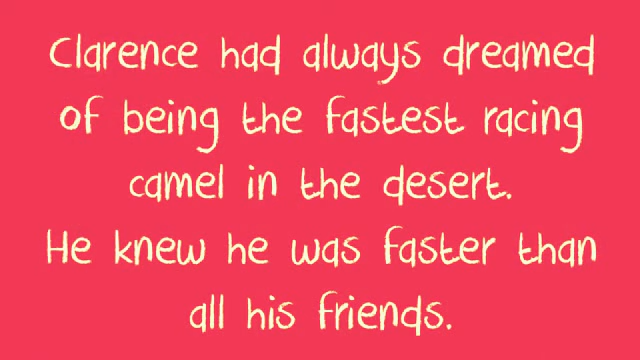 Clarence had always dreamed
of being the fastest racing
camel in the desert.
He knew he was faster than
all his friends.